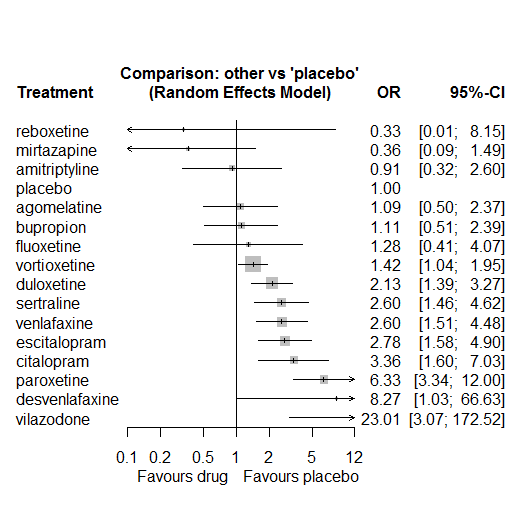 Comparison: other vs 'placebo'
Treatment (Random Effects Model) OR 95%-CI
reboxetine 0.33 [0.01; 8.15]
mirtazapine 0.36 [0.09; 1.49]
amitriptyline 0.91 [0.32; 2.60]
placebo 1.00
agomelatine 1.09 [0.50; 2.37]
bupropion 1.11 [0.51; 2.39]
fluoxetine 1.28 [0.41; 4.07]
vortioxetine 1.42 [1.04; 1.95]
duloxetine 2.13 [1.39; 3.27]
sertraline 2.60 [1.46; 4.62]
venlafaxine 2.60 [1.51; 4.48]
escitalopram 2.78 [1.58; 4.90]
citalopram 3.36 [1.60; 7.03]
paroxetine 6.33 [3.34; 12.00]
desvenlafaxine 8.27 [1.03; 66.63]
vilazodone 23.01 [3.07; 172.52]
0.1 0.2 0.5 1 2 5 12
Favours drug Favours placebo